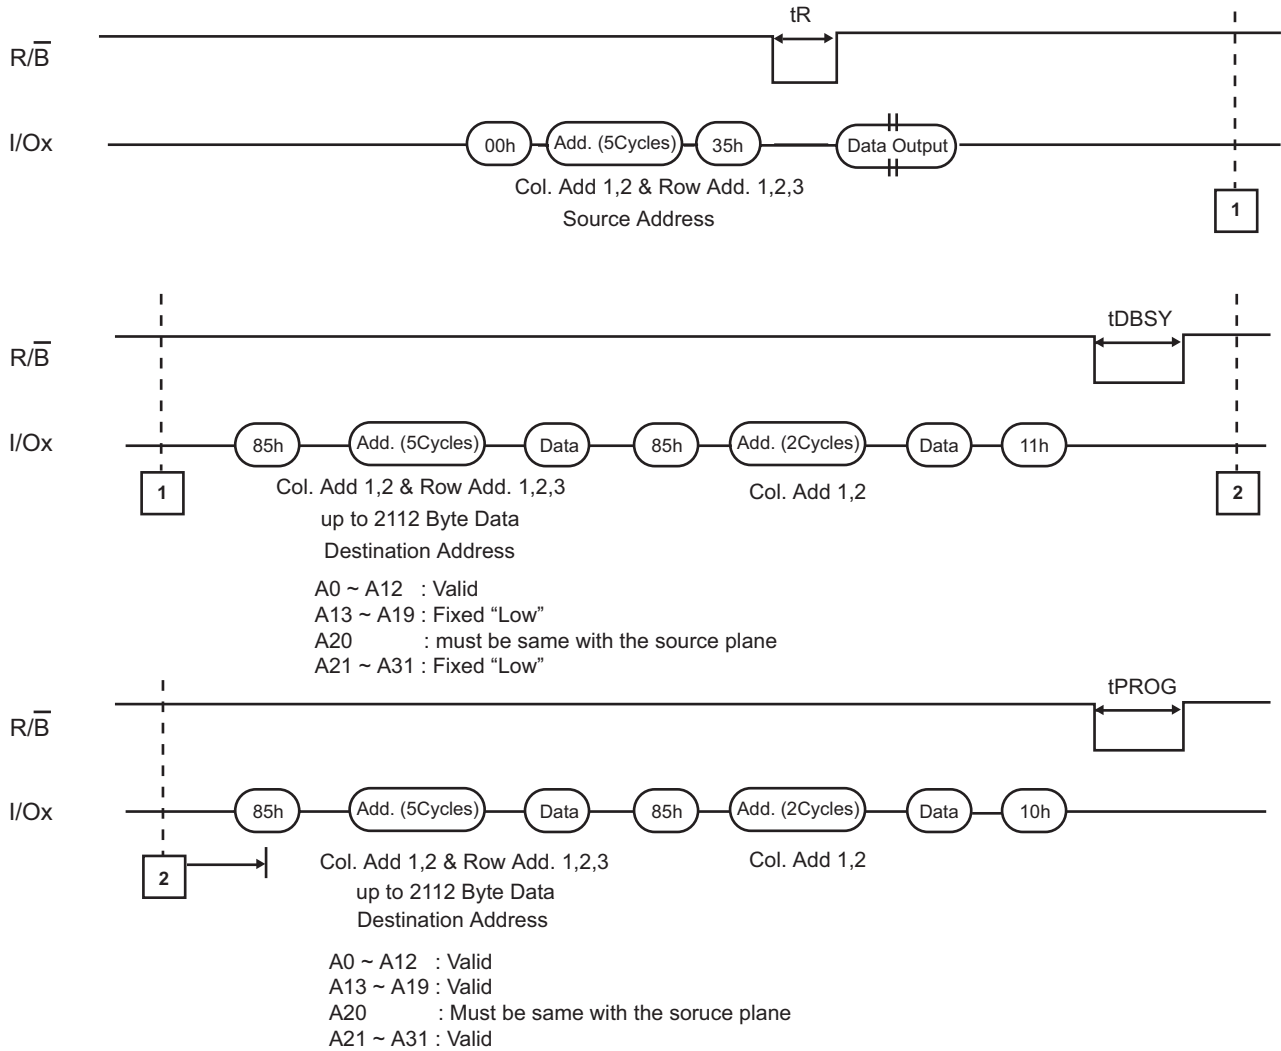 tR
R/B̅
I/Ox
00h Add. (5Cycles) 35h Data Output
Col. Add 1,2 & Row Add. 1,2,3
Source Address
1
tDBSY
R/B̅
I/Ox
85h Add. (5Cycles) Data 85h Add. (2Cycles) Data 11h
1
Col. Add 1,2 & Row Add. 1,2,3
up to 2112 Byte Data
Destination Address
Col. Add 1,2
2
A0 ~ A12 : Valid
A13 ~ A19 : Fixed “Low”
A20 : must be same with the source plane
A21 ~ A31 : Fixed “Low”
tPROG
R/B̅
I/Ox
85h Add. (5Cycles) Data 85h Add. (2Cycles) Data 10h
2
Col. Add 1,2 & Row Add. 1,2,3
up to 2112 Byte Data
Destination Address
Col. Add 1,2
A0 ~ A12 : Valid
A13 ~ A19 : Valid
A20 : Must be same with the soruce plane
A21 ~ A31 : Valid